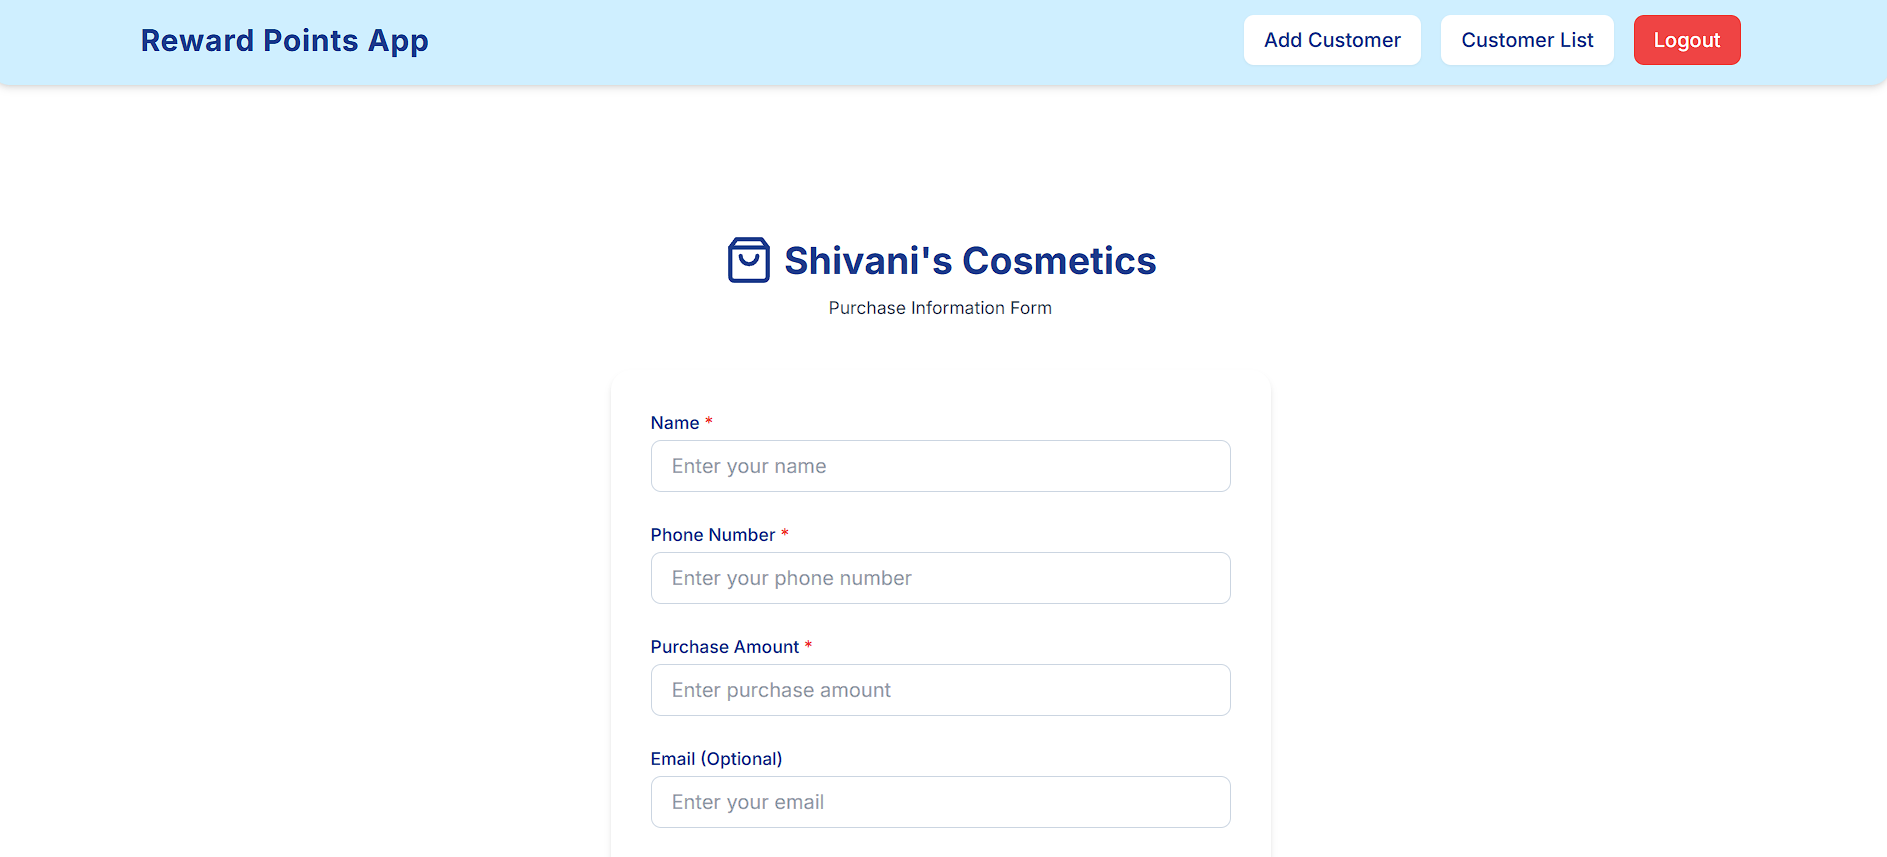 Reward Points App
Add Customer
Customer List
Logout
Shivani's Cosmetics
Purchase Information Form
Name *
Enter your name
Phone Number *
Enter your phone number
Purchase Amount *
Enter purchase amount
Email (Optional)
Enter your email